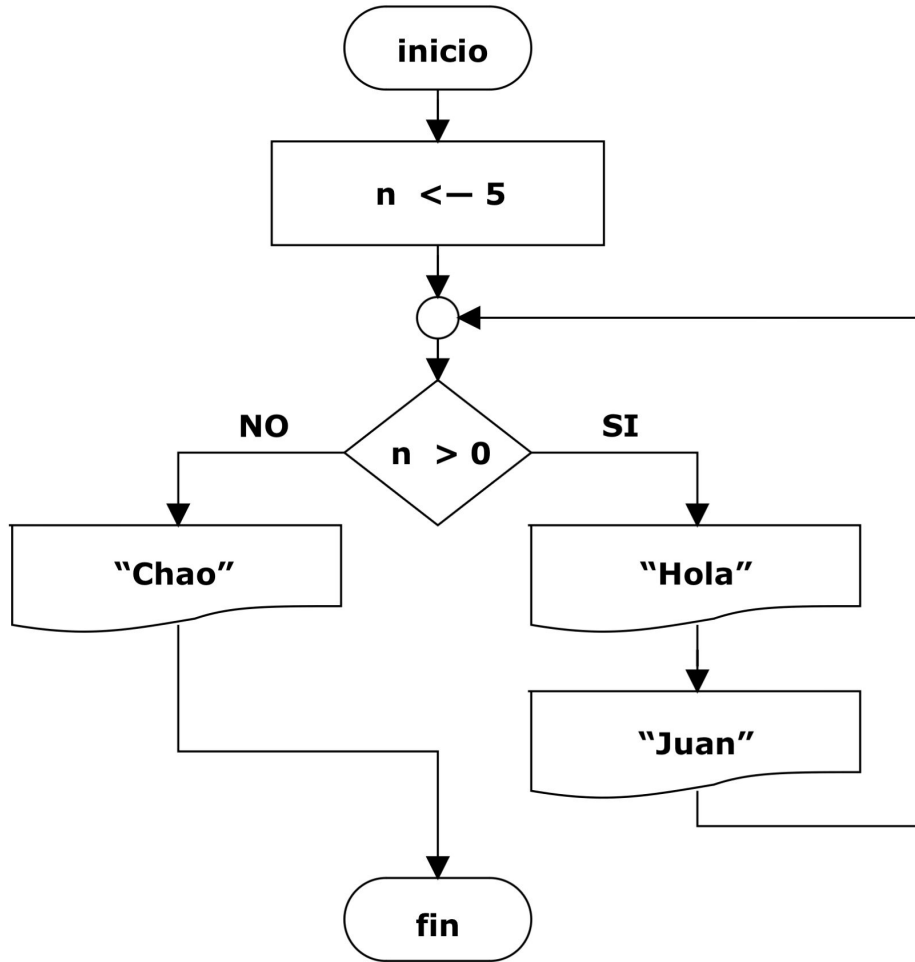 inicio
n <— 5
NO
n > 0
SI
“Chao”
“Hola”
“Juan”
fin